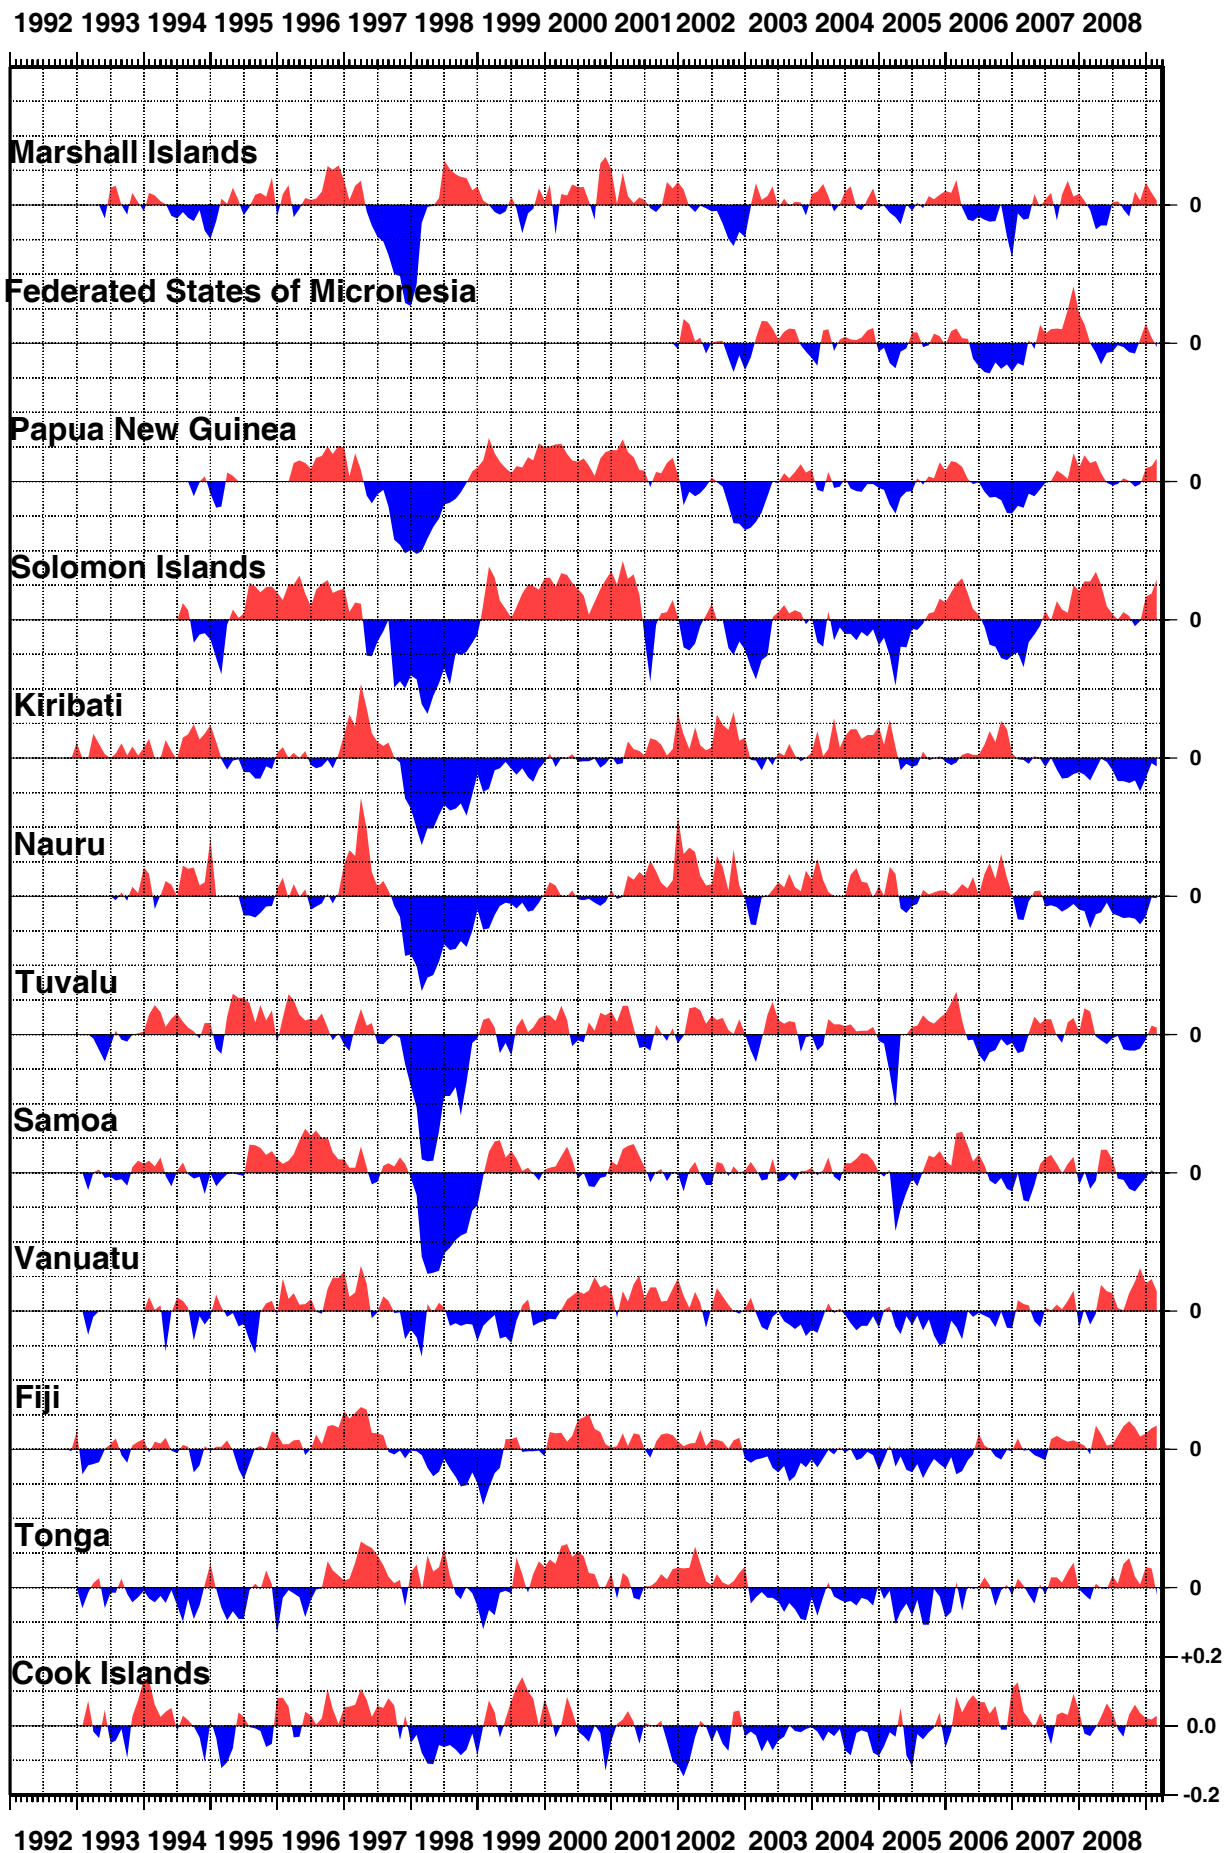 1992 1993 1994 1995 1996 1997 1998 1999 2000 2001 2002 2003 2004 2005 2006 2007 2008
Marshall Islands
0
Federated States of Micronesia
0
Papua New Guinea
0
Solomon Islands
0
Kiribati
0
Nauru
0
Tuvalu
0
Samoa
0
Vanuatu
0
Fiji
0
Tonga
0
+0.2
Cook Islands
0.0
-0.2
1992 1993 1994 1995 1996 1997 1998 1999 2000 2001 2002 2003 2004 2005 2006 2007 2008